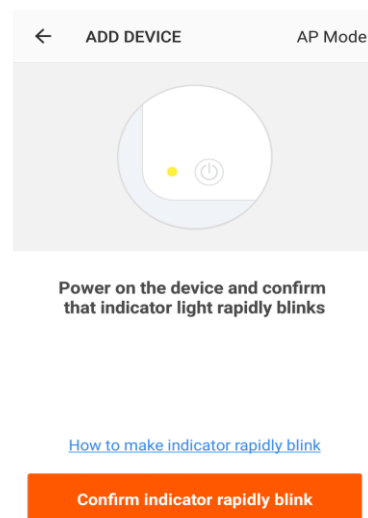 ADD DEVICE AP Mode
Power on the device and confirm
that indicator light rapidly blinks
How to make indicator rapidly blink
Confirm indicator rapidly blink